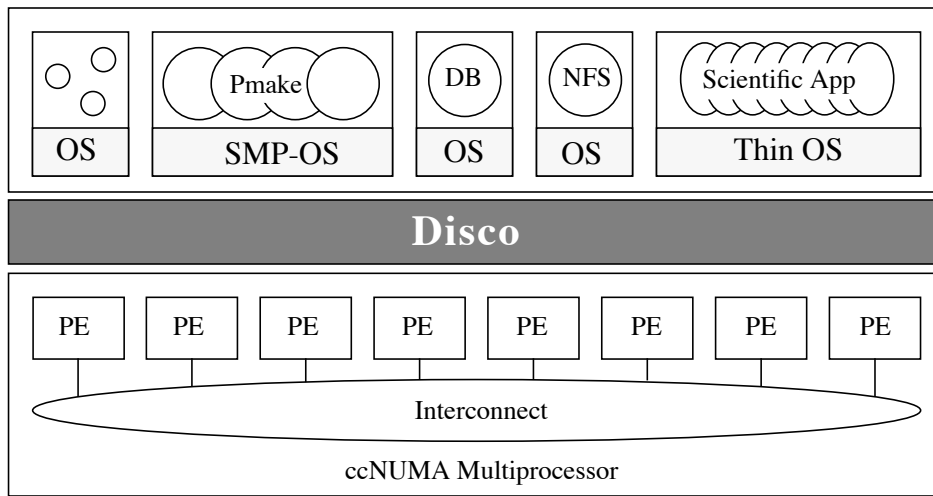 Pmake
DB
NFS
Scientific App
OS
SMP-OS
OS
OS
Thin OS
Disco
PE
PE
PE
PE
PE
PE
PE
PE
Interconnect
ccNUMA Multiprocessor